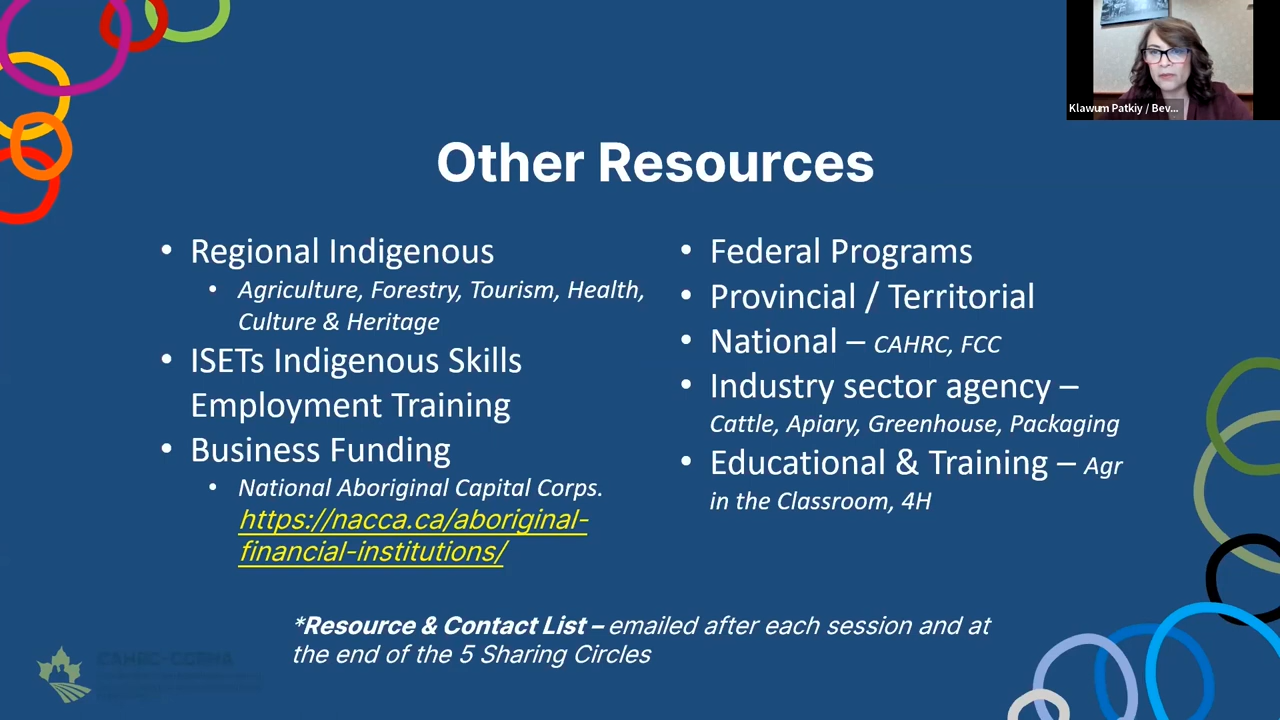 Klawum Patkiy / Bev...
Other Resources
• Regional Indigenous
• Agriculture, Forestry, Tourism, Health,
Culture & Heritage
• ISETs Indigenous Skills
Employment Training
• Business Funding
• National Aboriginal Capital Corps.
https://nacca.ca/aboriginal-
financial-institutions/
• Federal Programs
• Provincial / Territorial
• National – CAHRC, FCC
• Industry sector agency –
Cattle, Apiary, Greenhouse, Packaging
• Educational & Training – Agr
in the Classroom, 4H
*Resource & Contact List – emailed after each session and at
the end of the 5 Sharing Circles
CAHRC-CCRHA